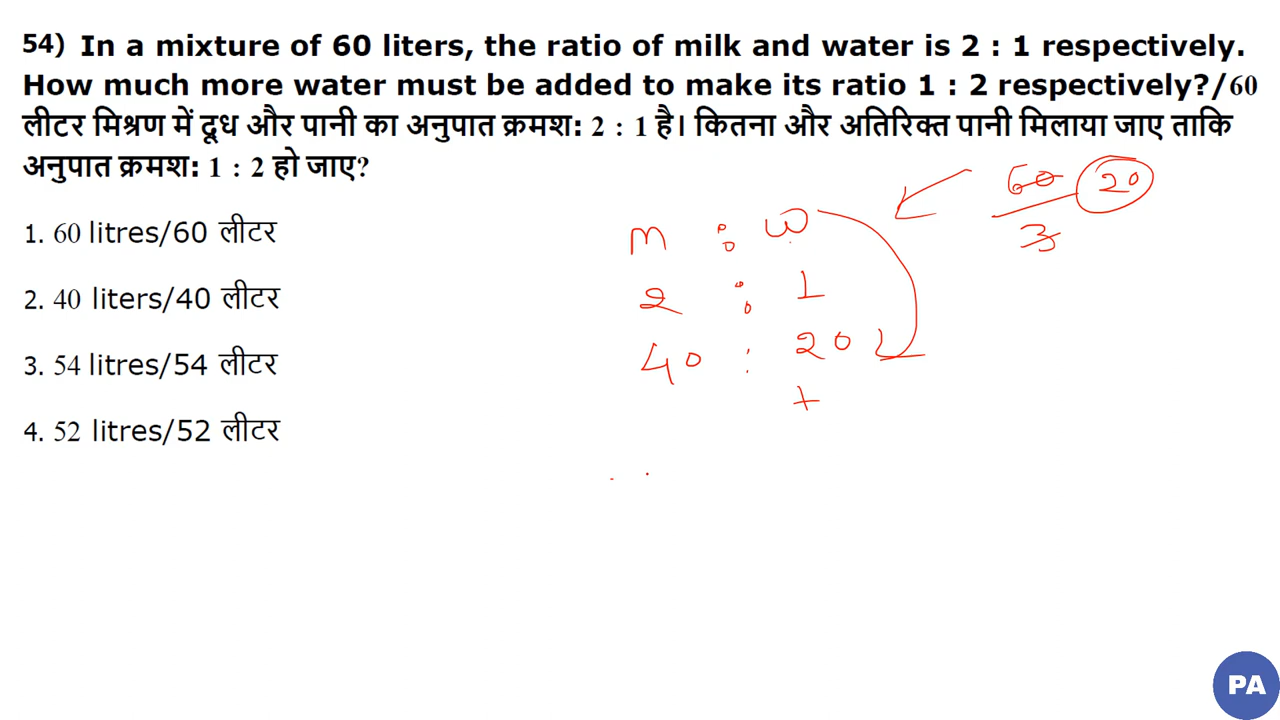 54) In a mixture of 60 liters, the ratio of milk and water is 2 : 1 respectively.
How much more water must be added to make its ratio 1 : 2 respectively?/60
लीटर मिश्रण में दूध और पानी का अनुपात क्रमश: 2 : 1 है। कितना और अतिरिक्त पानी मिलाया जाए ताकि
अनुपात क्रमश: 1 : 2 हो जाए?
60 20
3
1. 60 litres/60 लीटर
m : w
2. 40 liters/40 लीटर
2 : 1
3. 54 litres/54 लीटर
40 : 20 L
+
4. 52 litres/52 लीटर
PA